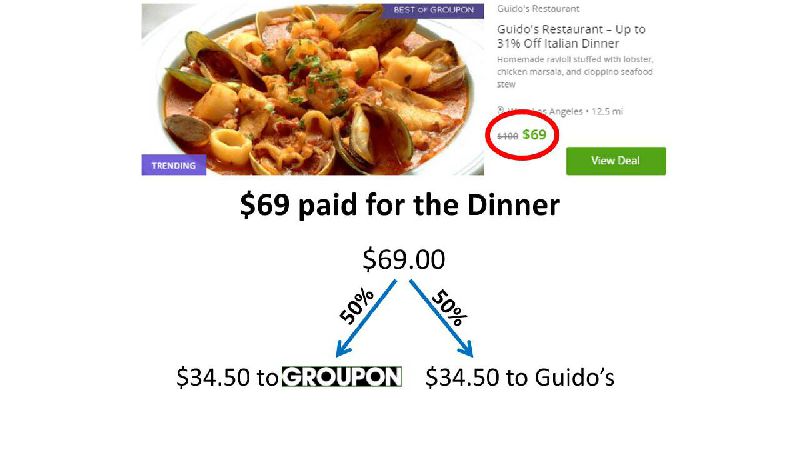 BEST OF GROUPON
Guido's Restaurant
Guido's Restaurant – Up to
31% Off Italian Dinner
Homemade ravioli stuffed with lobster,
chicken marsala, and cioppino seafood
stew
Los Angeles • 12.5 mi
$100 $69
TRENDING
View Deal
$69 paid for the Dinner
$69.00
50%
50%
$34.50 to GROUPON
$34.50 to Guido’s